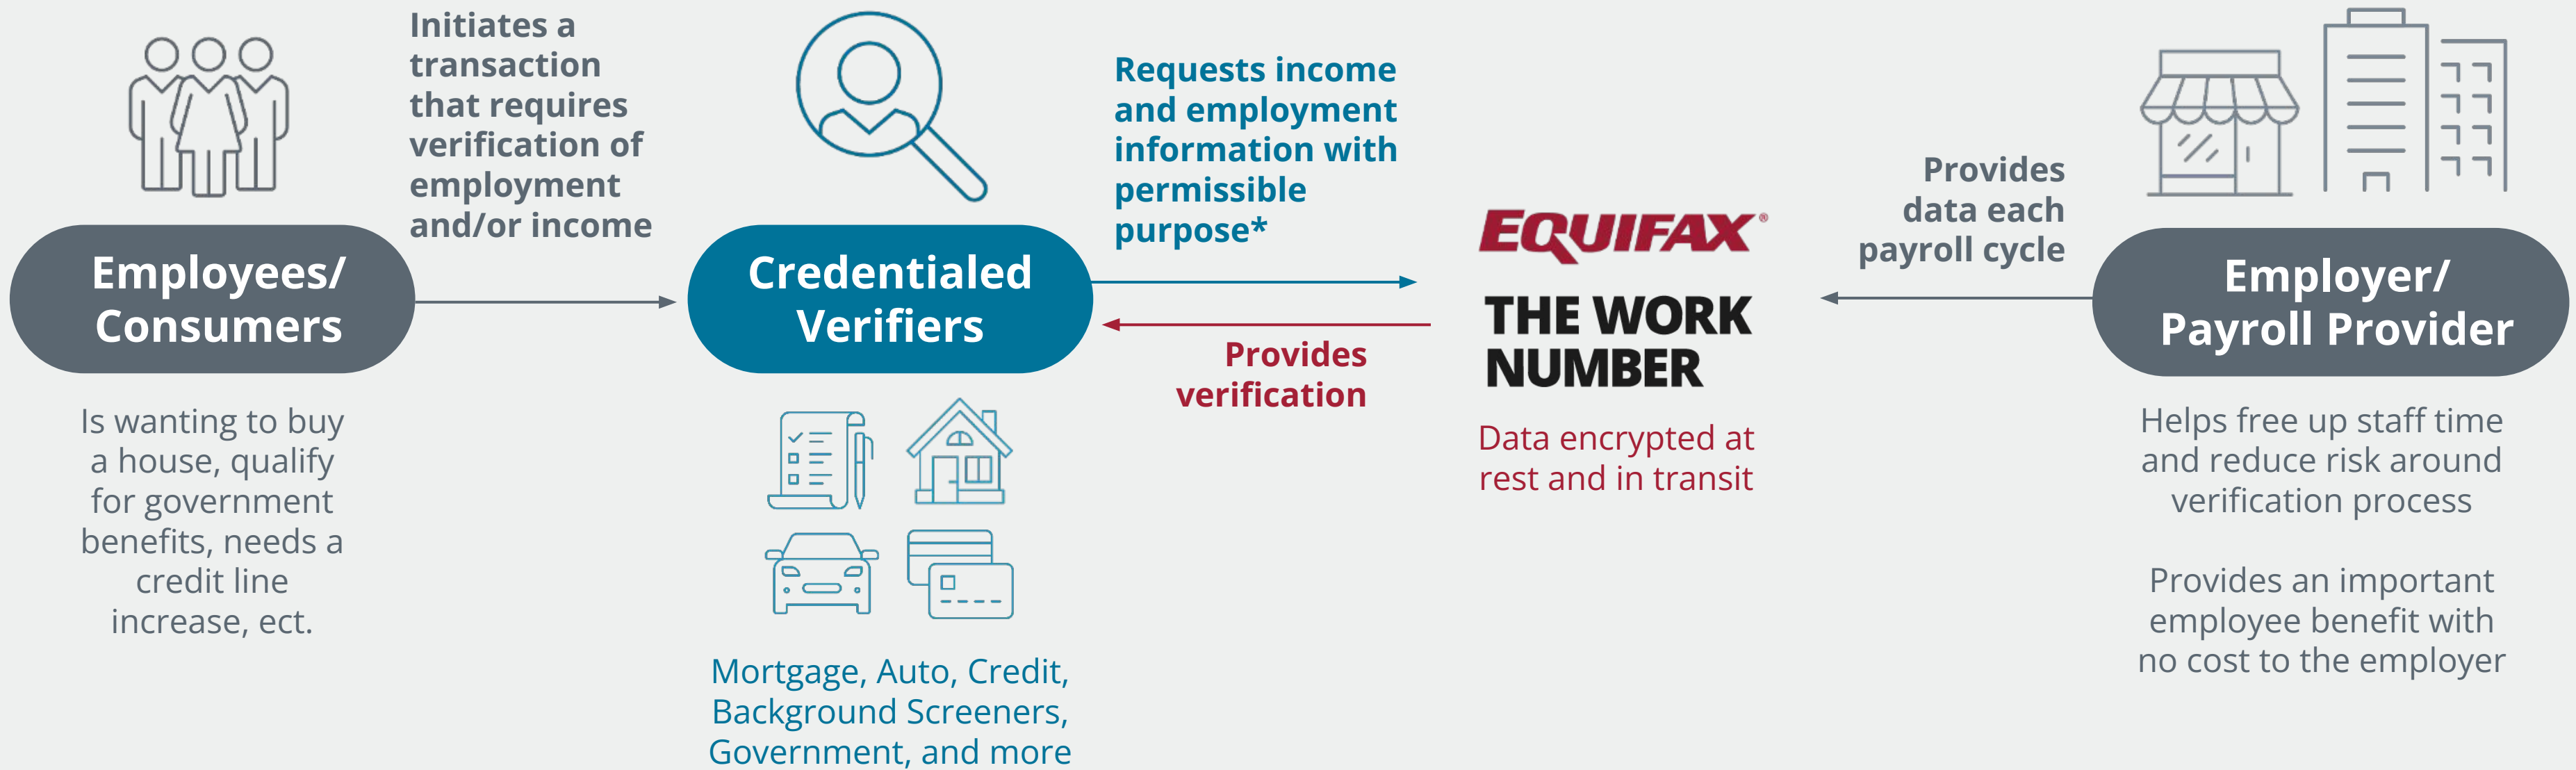 Initiates a
transaction
that requires
verification of
employment
and/or income
Employees/
Consumers
Is wanting to buy
a house, qualify
for government
benefits, needs a
credit line
increase, ect.
Credentialed
Verifiers
Mortgage, Auto, Credit,
Background Screeners,
Government, and more
Requests income
and employment
information with
permissible
purpose*
Provides
verification
EQUIFAX®
THE WORK
NUMBER
Data encrypted at
rest and in transit
Provides
data each
payroll cycle
Employer/
Payroll Provider
Helps free up staff time
and reduce risk around
verification process
Provides an important
employee benefit with
no cost to the employer